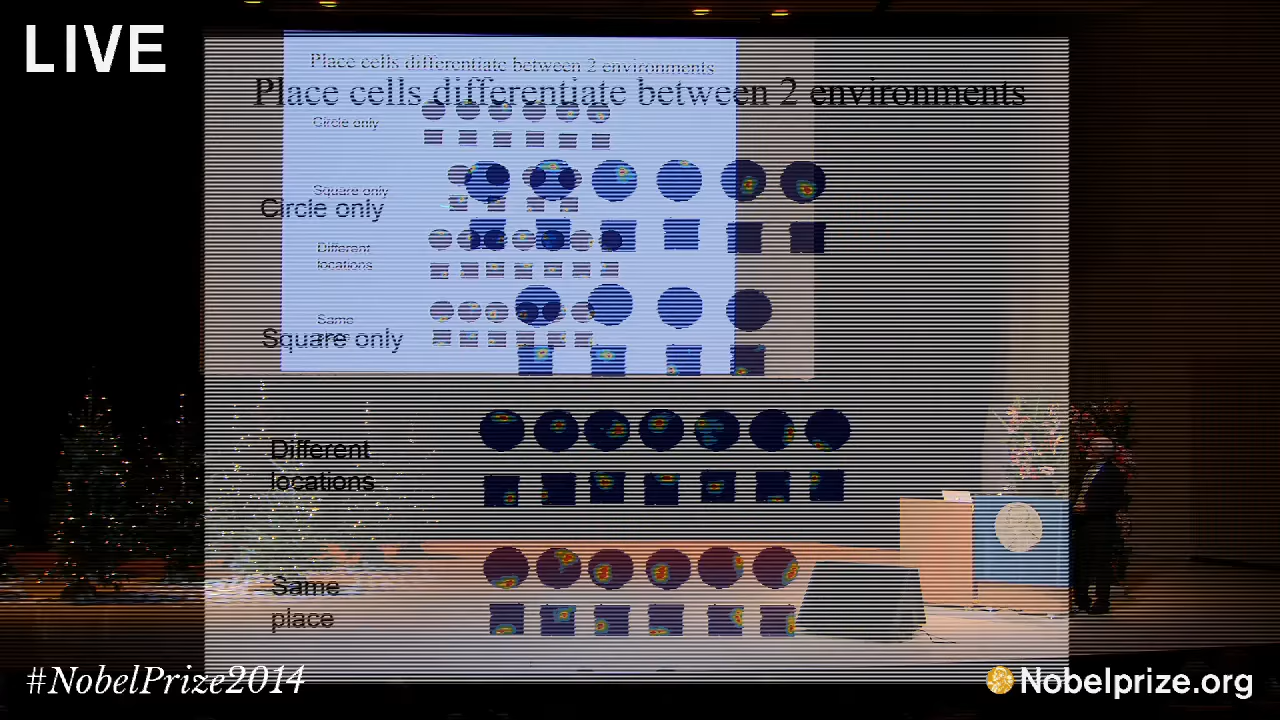 LIVE
Place cells differentiate between 2 environments
Place cells differentiate between 2 environments
Circle only
Square only
Circle only
Different
locations
Same
Square only
Different
locations
Same
place
#NobelPrize2014
Nobelprize.org